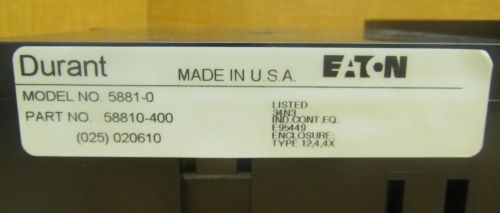 Durant MADE IN U.S.A. EATON
MODEL NO. 5881-0
PART NO. 58810-400
(025) 020610
LISTED
34N3
IND.CONT.EQ.
E95449
ENCLOSURE:
TYPE 12,4,4X